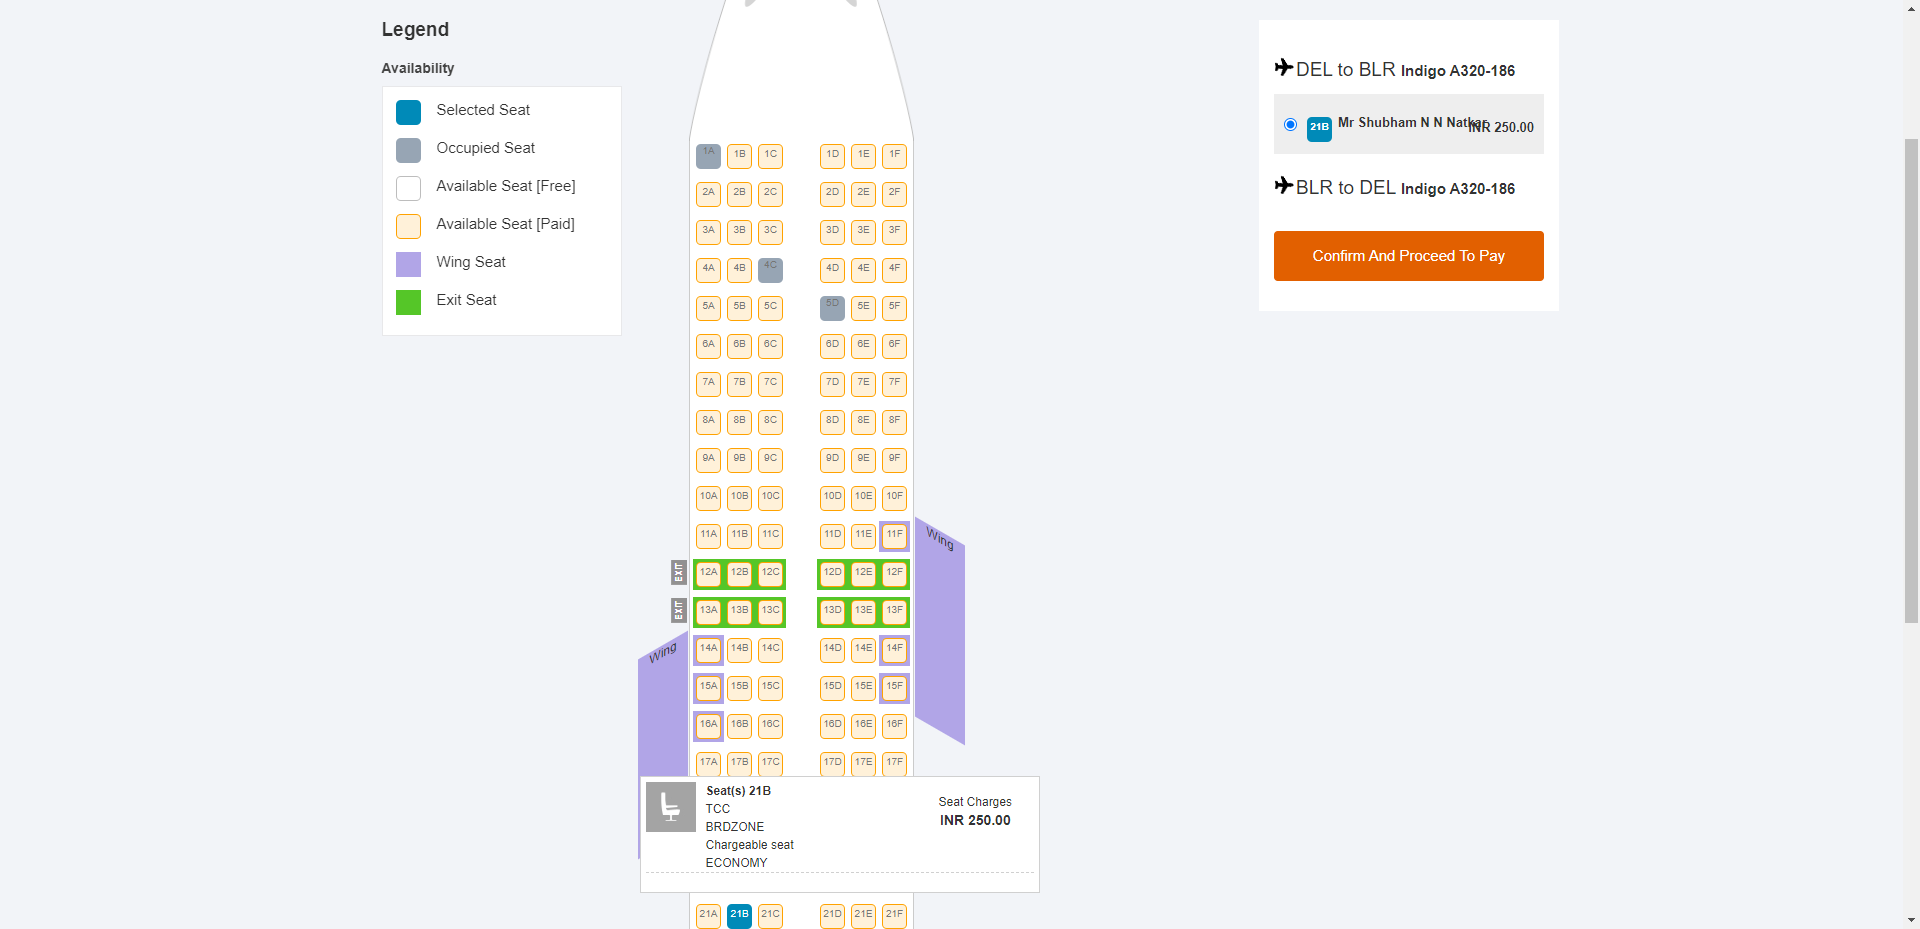 Legend
Availability
Selected Seat
Occupied Seat
Available Seat [Free]
Available Seat [Paid]
Wing Seat
Exit Seat
1A 1B 1C 1D 1E 1F
2A 2B 2C 2D 2E 2F
3A 3B 3C 3D 3E 3F
4A 4B 4C 4D 4E 4F
5A 5B 5C 5D 5E 5F
6A 6B 6C 6D 6E 6F
7A 7B 7C 7D 7E 7F
8A 8B 8C 8D 8E 8F
9A 9B 9C 9D 9E 9F
10A 10B 10C 10D 10E 10F
11A 11B 11C 11D 11E 11F
Wing
EXIT 12A 12B 12C 12D 12E 12F
EXIT 13A 13B 13C 13D 13E 13F
Wing
14A 14B 14C 14D 14E 14F
15A 15B 15C 15D 15E 15F
16A 16B 16C 16D 16E 16F
17A 17B 17C 17D 17E 17F
Seat(s) 21B
TCC
BRDZONE
Chargeable seat
ECONOMY
Seat Charges
INR 250.00
21A 21B 21C 21D 21E 21F
DEL to BLR Indigo A320-186
21B Mr Shubham N N Natkar INR 250.00
BLR to DEL Indigo A320-186
Confirm And Proceed To Pay